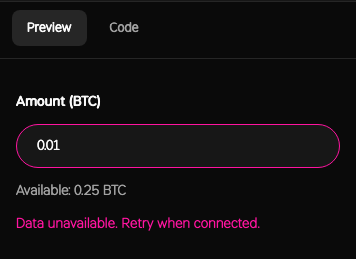 Preview
Code
Amount (BTC)
0.01
Available: 0.25 BTC
Data unavailable. Retry when connected.